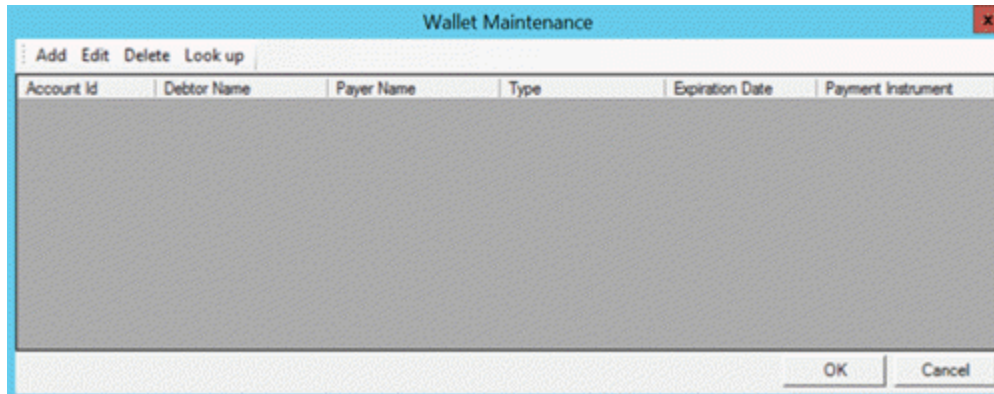 Wallet Maintenance
x
Add Edit Delete Look up
Account Id Debtor Name Payer Name Type Expiration Date Payment Instrument
OK Cancel